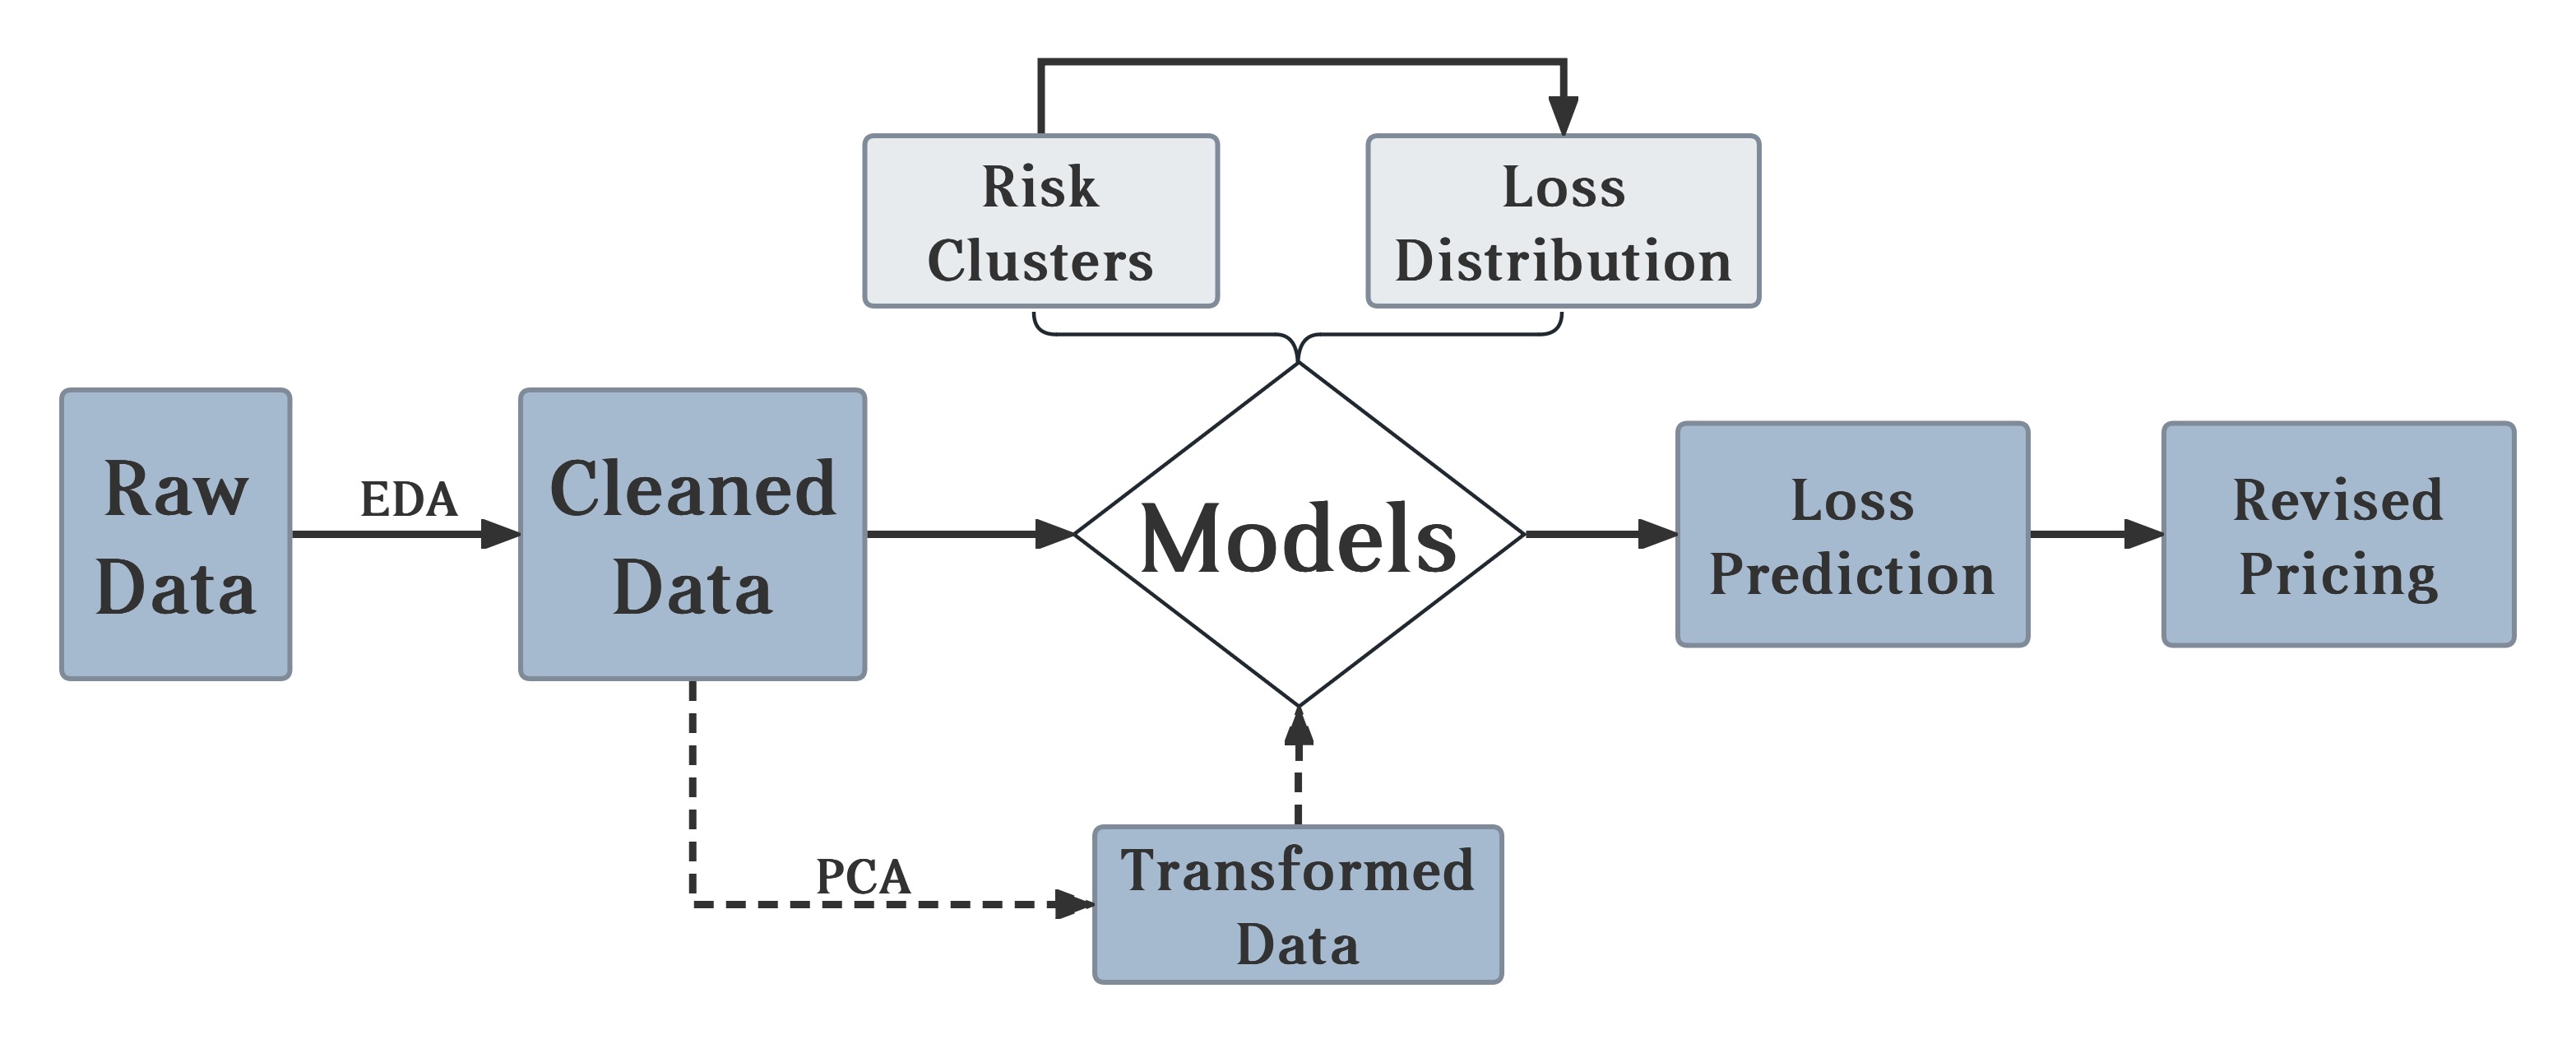 Risk
Clusters
Loss
Distribution
Raw
Data
EDA
Cleaned
Data
Models
Loss
Prediction
Revised
Pricing
PCA
Transformed
Data